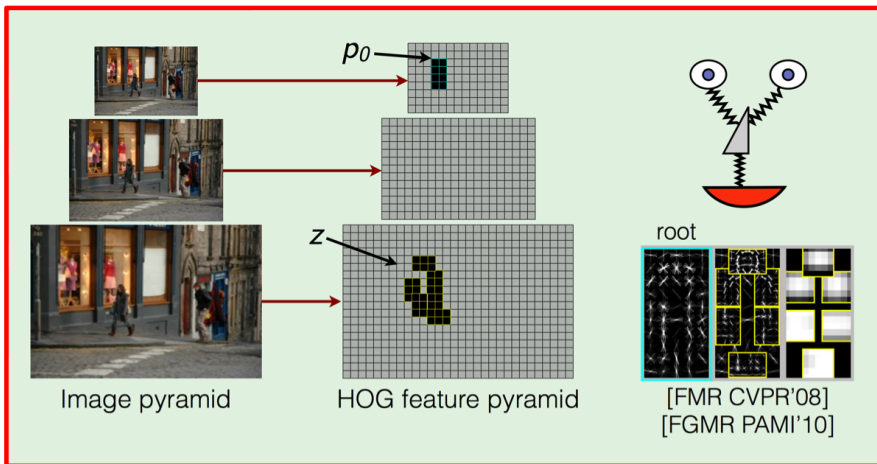 p0
z
root
Image pyramid
HOG feature pyramid
[FMR CVPR'08]
[FGMR PAMI'10]